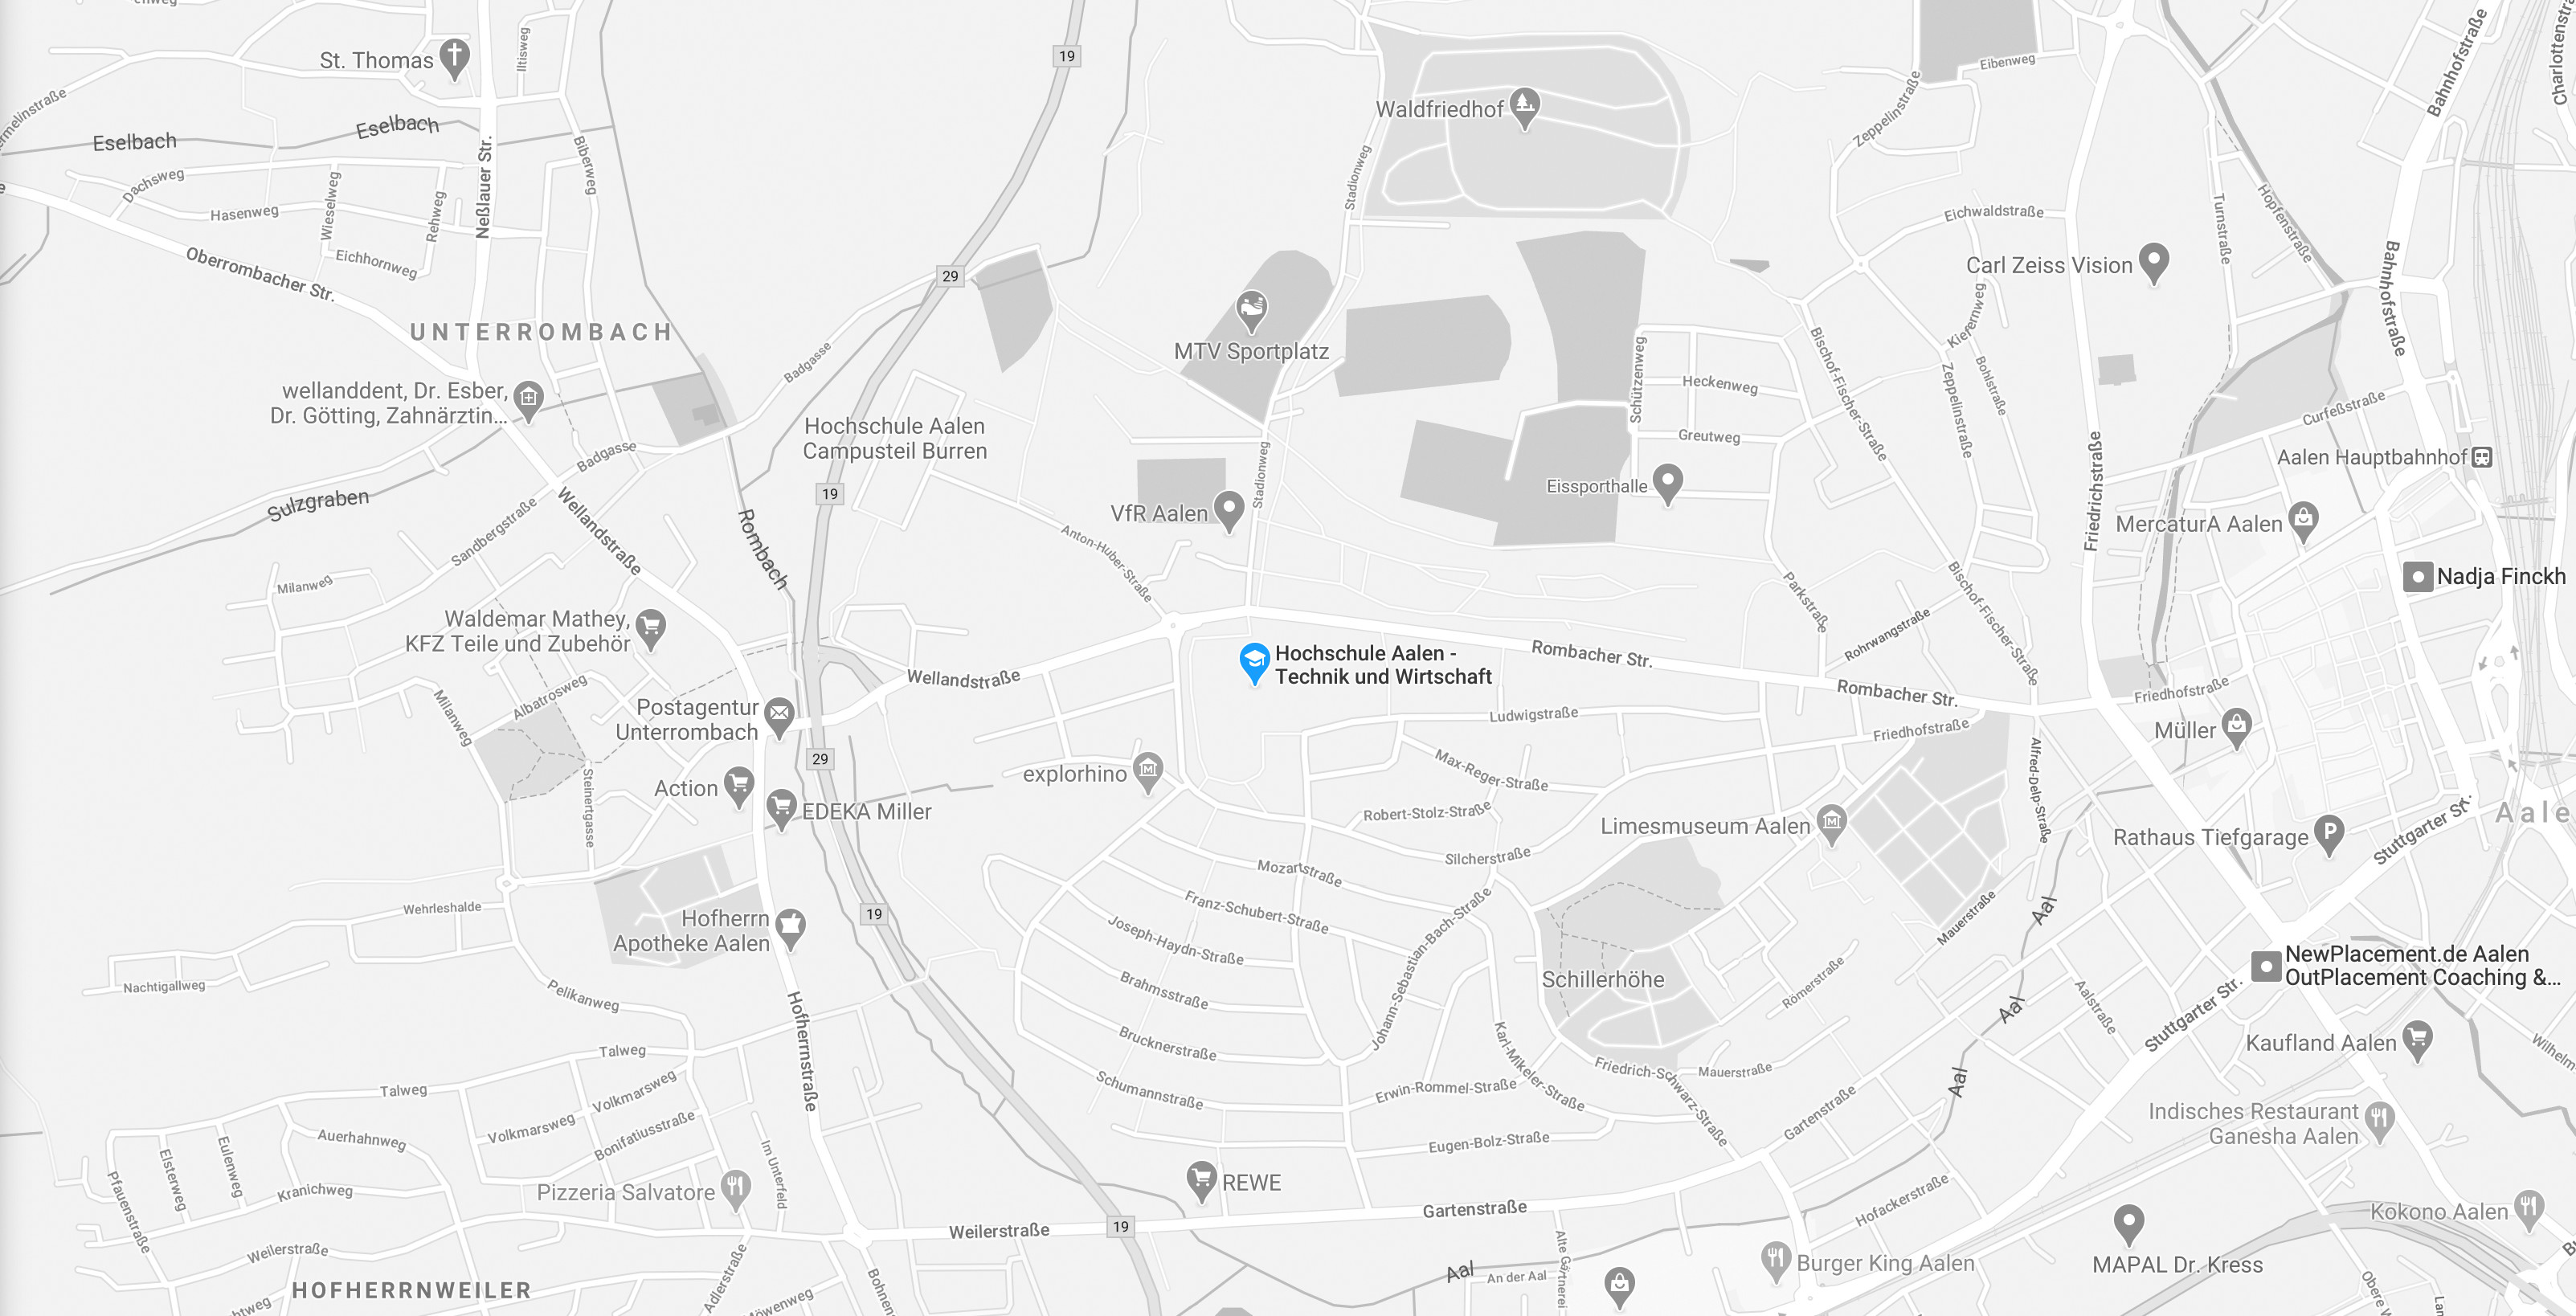 19
St. Thomas
Iltisweg
Eibenweg
Bahnhofstraße
Waldfriedhof
Zeppelinstraße
Eselbach
Eselbach
Neßlauer Str.
Biberweg
Stadionweg
Dachsweg
Wieselweg
Rehweg
Hasenweg
Eichhornweg
Eichwaldstraße
Turnstraße
Hopfenstraße
Oberrombacher Str.
29
Carl Zeiss Vision
Bahnhofstraße
Kiefernweg
UNTERROMBACH
MTV Sportplatz
Badgasse
Bischof-Fischer-Straße
Schützenweg
Heckenweg
Zeppelinstraße
Bohlstraße
wellanddent, Dr. Esber,
Dr. Götting, Zahnärztin...
Curfeßstraße
Hochschule Aalen
Campusteil Burren
Greutweg
Badgasse
Aalen Hauptbahnhof
Stadionweg
Friedrichstraße
Eissporthalle
19
Sulzgraben
VfR Aalen
MercaturA Aalen
Sandbergstraße
Wellandstraße
Rombach
Anton-Huber-Straße
Milanweg
Nadja Finckh
Parkstraße
Bischof-Fischer-Straße
Waldemar Mathey,
KFZ Teile und Zubehör
Rohrwangstraße
Hochschule Aalen -
Technik und Wirtschaft
Rombacher Str.
Wellandstraße
Rombacher Str.
Friedhofstraße
Albatrosweg
Milanweg
Postagentur
Unterrombach
Ludwigstraße
Friedhofstraße
Müller
29
Max-Reger-Straße
Alfred-Delp-Straße
explorhino
Action
Steinertgasse
EDEKA Miller
Robert-Stolz-Straße
Limesmuseum Aalen
Rathaus Tiefgarage
Stuttgarter Str.
Silcherstraße
Mozartstraße
Wehrleshalde
19
Franz-Schubert-Straße
Johann-Sebastian-Bach-Straße
Mauerstraße
Aal
Hofherrn
Apotheke Aalen
Joseph-Haydn-Straße
NewPlacement.de Aalen
OutPlacement Coaching &...
Nachtigallweg
Pelikanweg
Brahmsstraße
Schillerhöhe
Römerstraße
Aal
Aalstraße
Stuttgarter Str.
Hofherrnstraße
Brucknerstraße
Karl-Mikeler-Straße
Kaufland Aalen
Talweg
Talweg
Volkmarsweg
Schumannstraße
Erwin-Rommel-Straße
Friedrich-Schwarz-Straße
Mauerstraße
Aal
Gartenstraße
Indisches Restaurant
Ganesha Aalen
Volkmarsweg
Bonifatiusstraße
Auerhahnweg
Eugen-Bolz-Straße
Im Unterfeld
Elsterweg
Eulenweg
Kranichweg
Pfauenstraße
Pizzeria Salvatore
REWE
Hofackerstraße
Kokono Aalen
Weilerstraße
19
Gartenstraße
Weilerstraße
Adlerstraße
Alte Gärtnerei
Burger King Aalen
MAPAL Dr. Kress
Aal
An der Aal
HOFHERRNWEILER